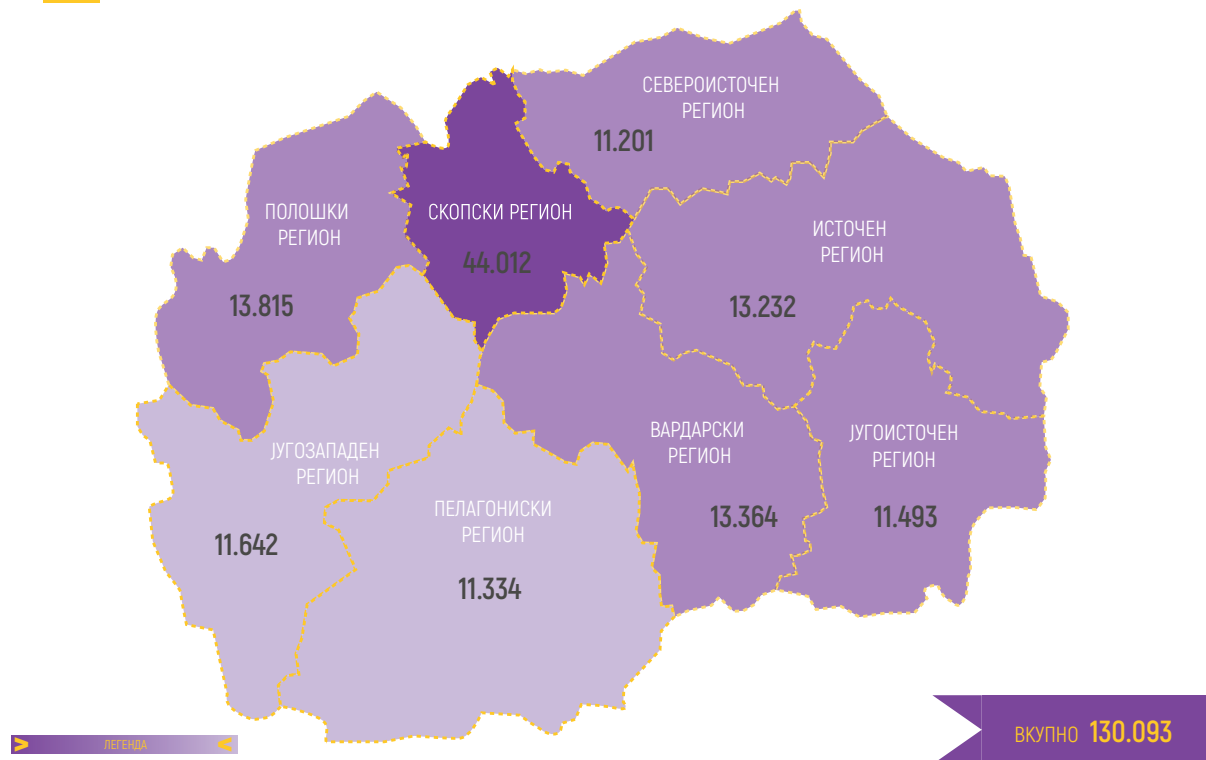 СЕВЕРОИСТОЧЕН
РЕГИОН
11.201
ПОЛОШКИ
РЕГИОН
13.815
СКОПСКИ РЕГИОН
44.012
ИСТОЧЕН
РЕГИОН
13.232
ЈУГОЗАПАДЕН
РЕГИОН
11.642
ПЕЛАГОНИСКИ
РЕГИОН
11.334
ВАРДАРСКИ
РЕГИОН
13.364
ЈУГОИСТОЧЕН
РЕГИОН
11.493
> ЛЕГЕНДА <
ВКУПНО 130.093